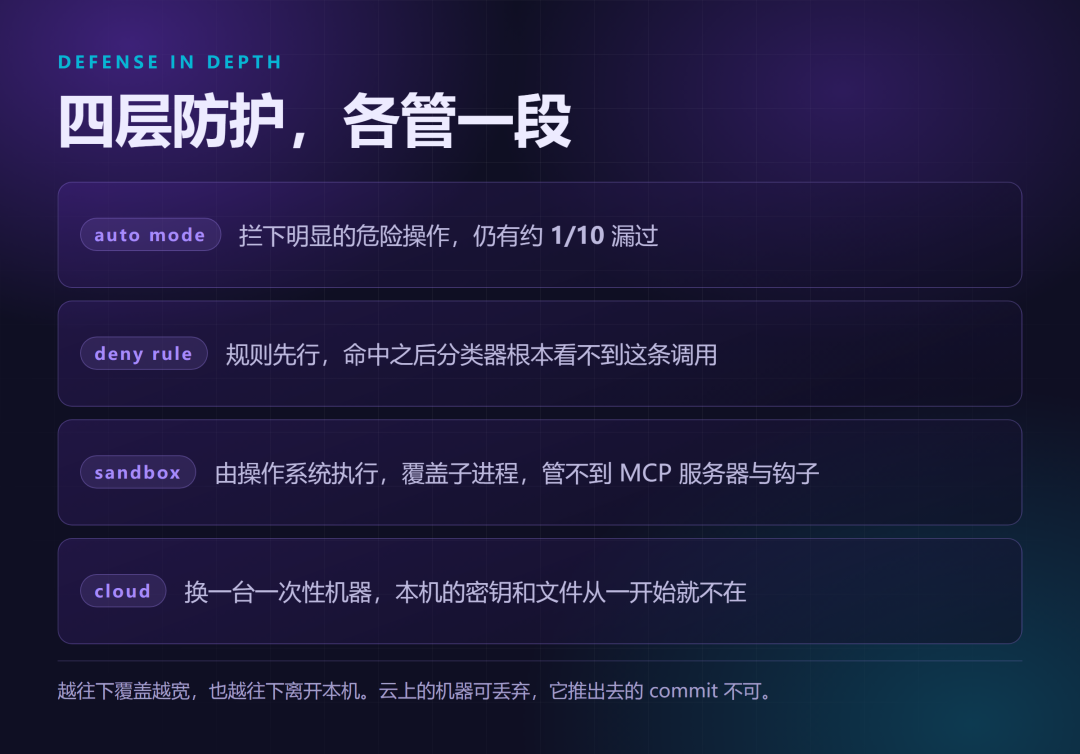 DEFENSE IN DEPTH
四层防护，各管一段
auto mode 拦下明显的危险操作，仍有约 1/10 漏过
deny rule 规则先行，命中之后分类器根本看不到这条调用
sandbox 由操作系统执行，覆盖子进程，管不到 MCP 服务器与钩子
cloud 换一台一次性机器，本机的密钥和文件从一开始就不在
越往下覆盖越宽，也越往下离开本机。云上的机器可丢弃，它推出去的 commit 不可。